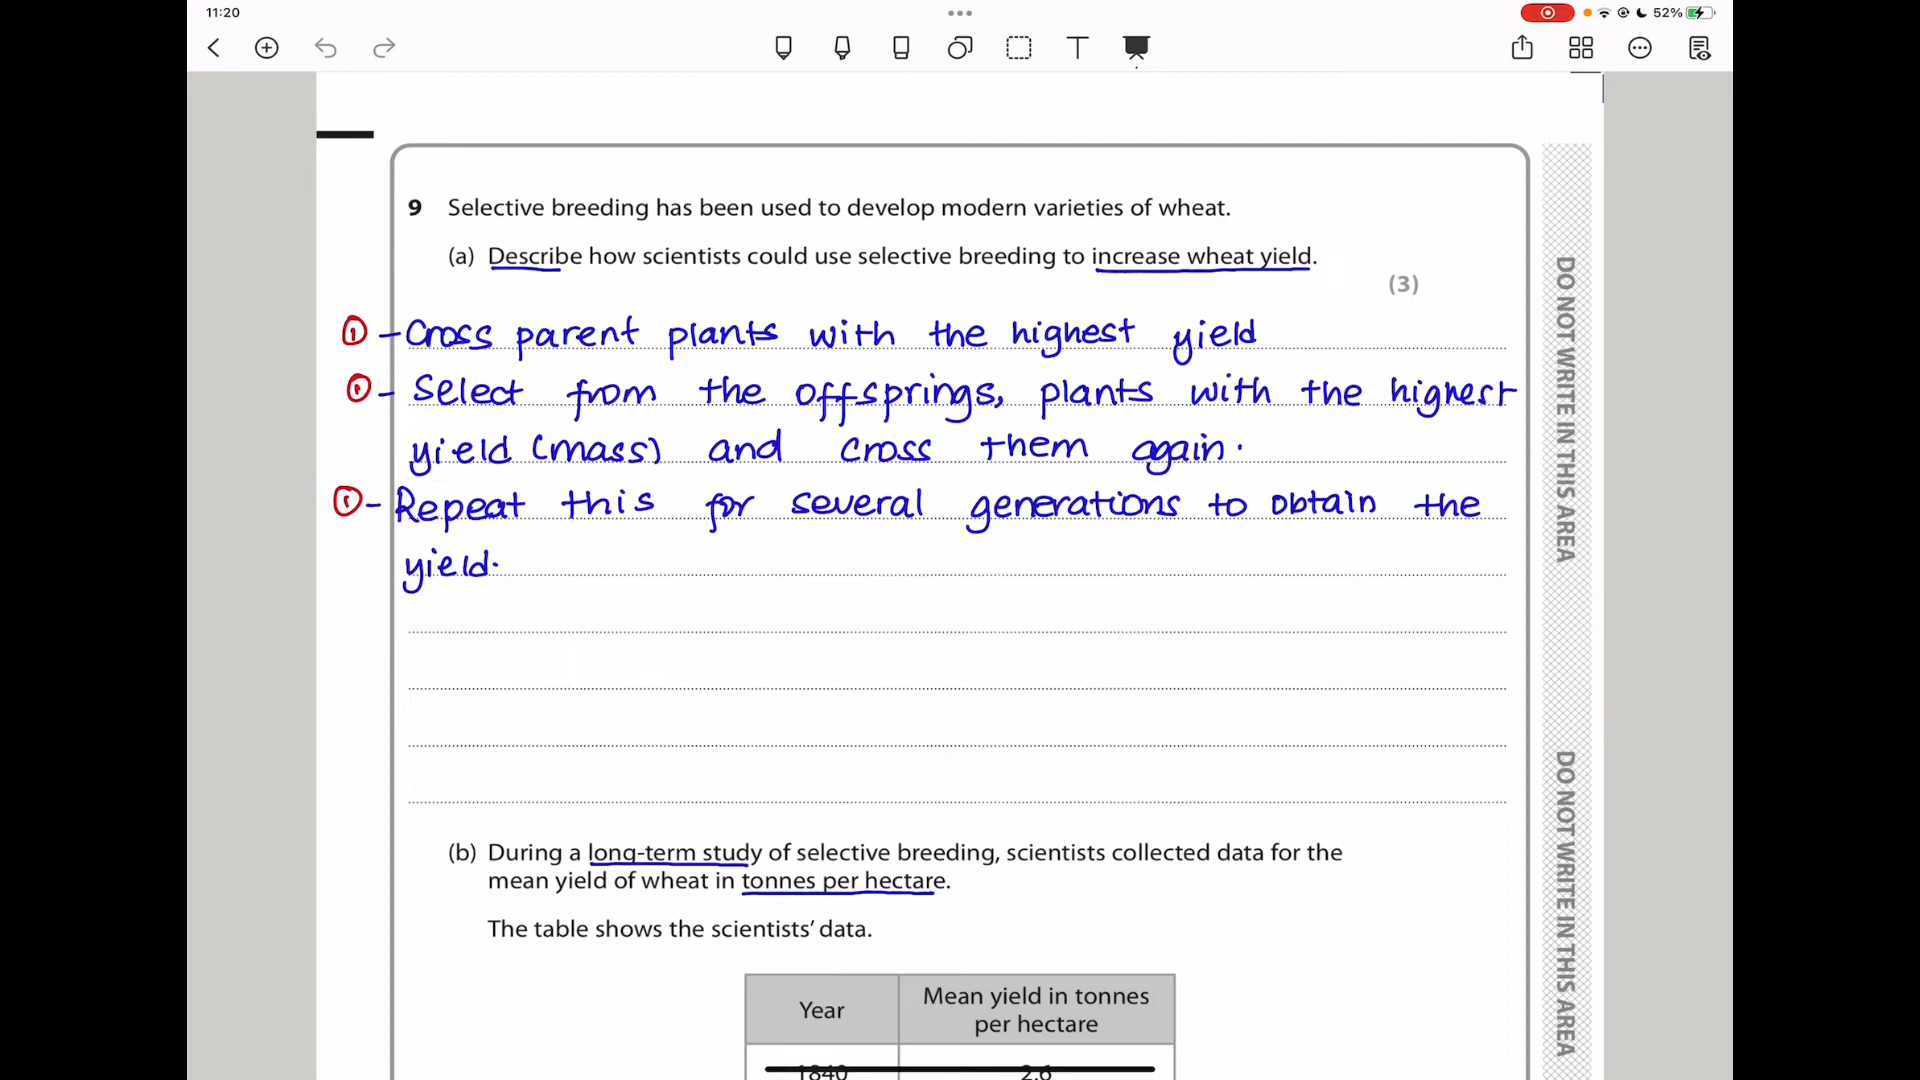 11:20
52%
9 Selective breeding has been used to develop modern varieties of wheat.
(a) Describe how scientists could use selective breeding to increase wheat yield.
(3)
① - Cross parent plants with the highest yield
① - Select from the offsprings, plants with the highest
yield (mass) and cross them again.
① - Repeat this for several generations to obtain the
yield.
(b) During a long-term study of selective breeding, scientists collected data for the
mean yield of wheat in tonnes per hectare.
The table shows the scientists' data.
Year
Mean yield in tonnes
per hectare
1840 2.6
DO NOT WRITE IN THIS AREA
DO NOT WRITE IN THIS AREA